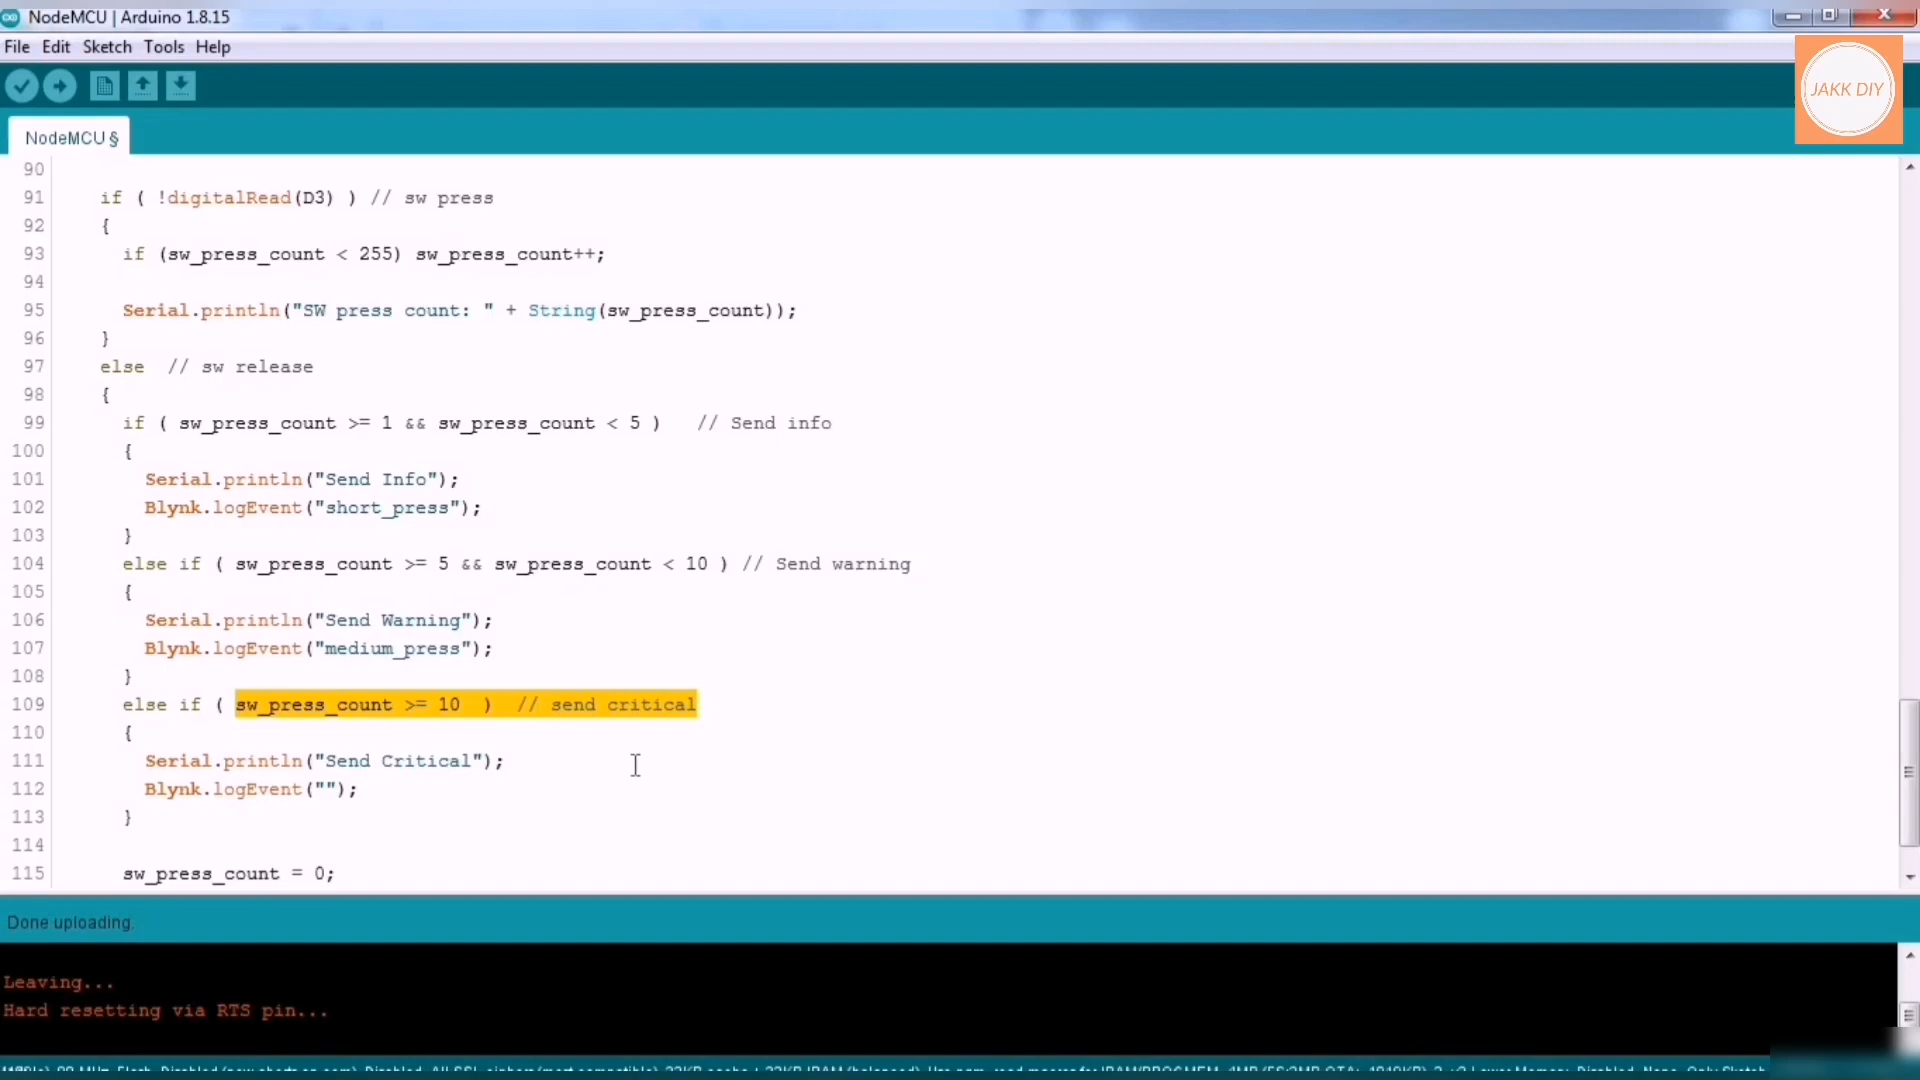 NodeMCU | Arduino 1.8.15
File Edit Sketch Tools Help
JAKK DIY
NodeMCU §
90
91 if ( !digitalRead(D3) ) // sw press
92 {
93 if (sw_press_count < 255) sw_press_count++;
94
95 Serial.println("SW press count: " + String(sw_press_count));
96 }
97 else // sw release
98 {
99 if ( sw_press_count >= 1 && sw_press_count < 5 ) // Send info
100 {
101 Serial.println("Send Info");
102 Blynk.logEvent("short_press");
103 }
104 else if ( sw_press_count >= 5 && sw_press_count < 10 ) // Send warning
105 {
106 Serial.println("Send Warning");
107 Blynk.logEvent("medium_press");
108 }
109 else if ( sw_press_count >= 10 ) // send critical
110 {
111 Serial.println("Send Critical");
112 Blynk.logEvent("");
113 }
114
115 sw_press_count = 0;
Done uploading.
Leaving...
Hard resetting via RTS pin...